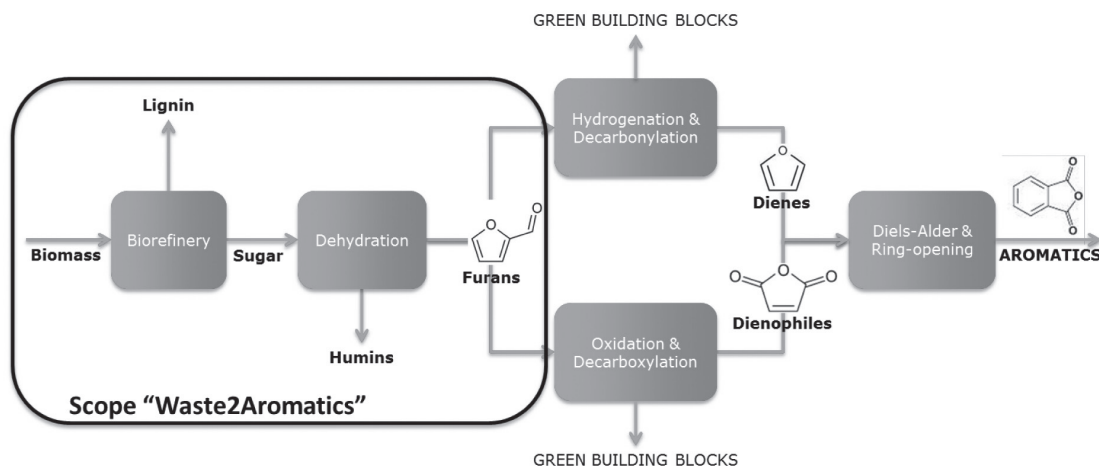 GREEN BUILDING BLOCKS
Lignin
Hydrogenation &
Decarbonylation
O
Dienes
Biomass
Biorefinery
Sugar
Dehydration
O
O
Furans
Humins
O
O
O
Dienophiles
Diels-Alder &
Ring-opening
O
O
O
AROMATICS
Oxidation &
Decarboxylation
Scope “Waste2Aromatics”
GREEN BUILDING BLOCKS